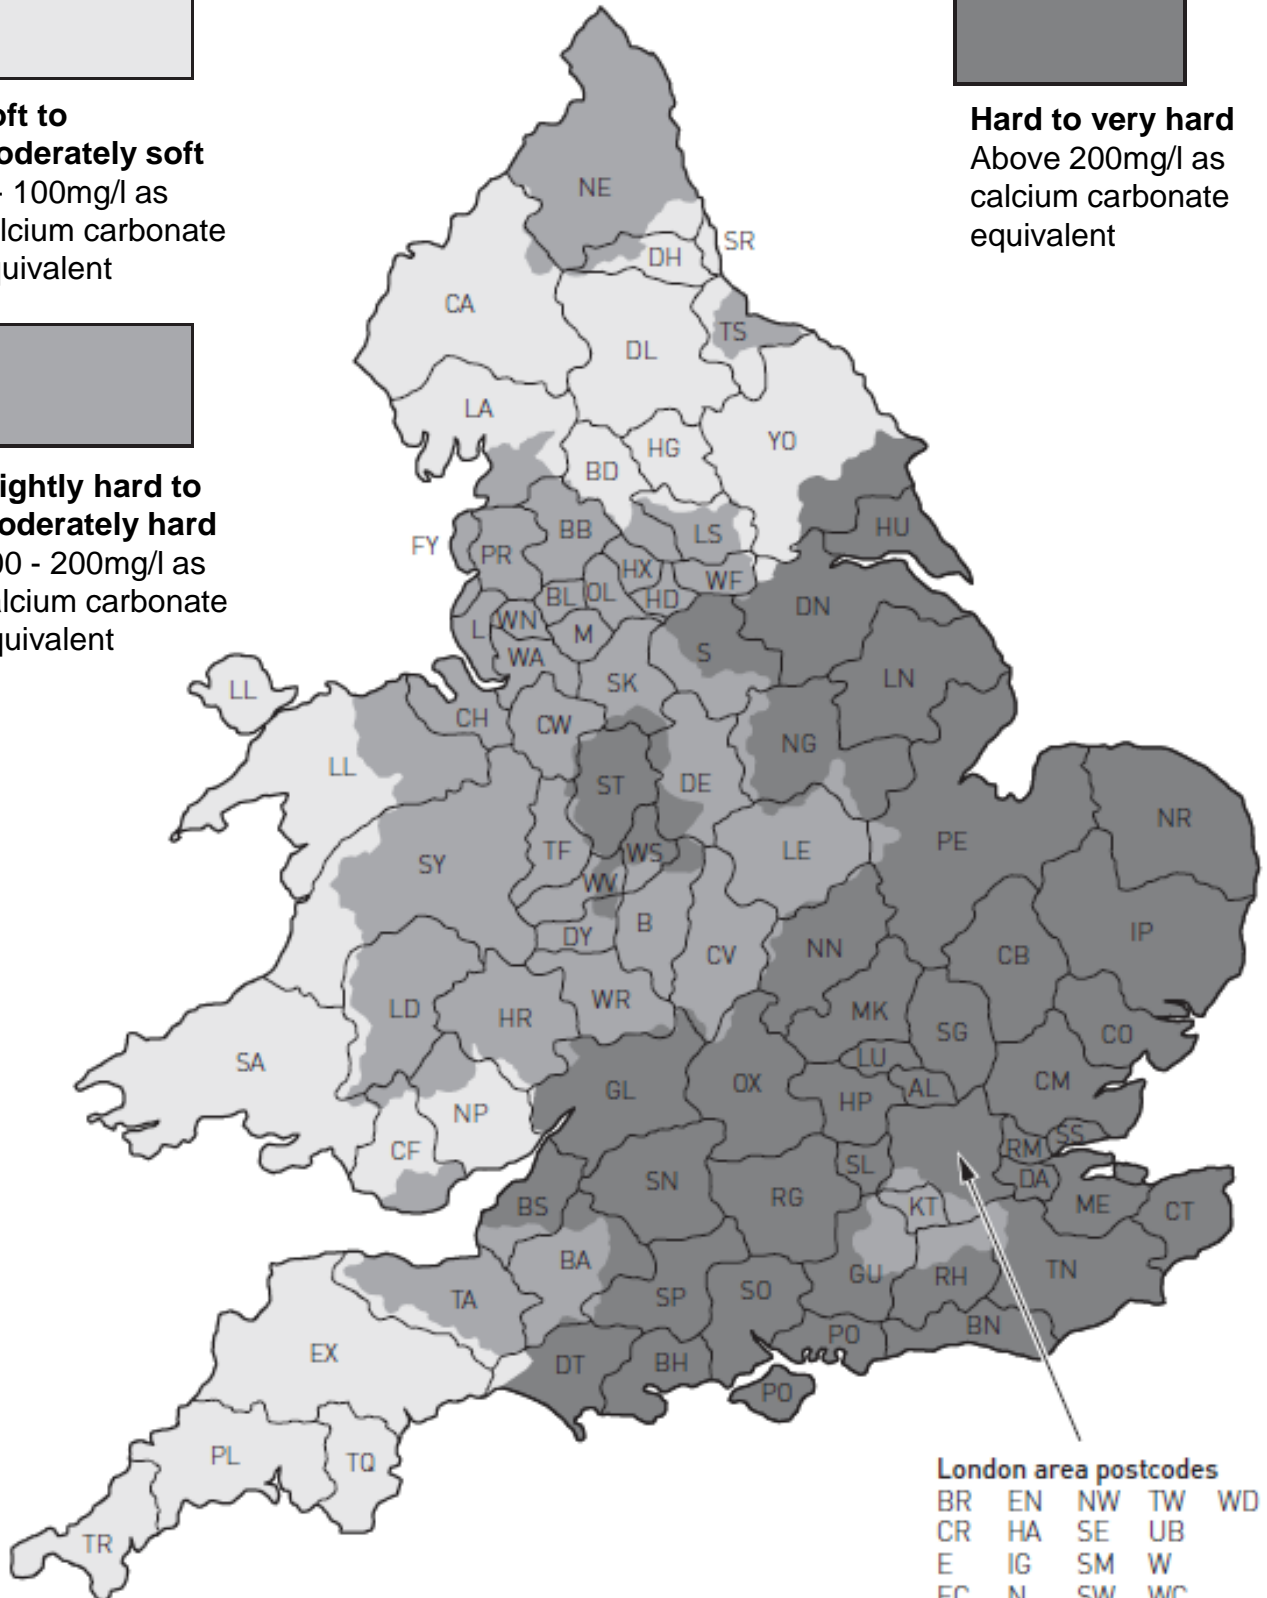 oft to
oderately soft
- 100mg/l as
lcium carbonate
quivalent
ightly hard to
oderately hard
00 - 200mg/l as
alcium carbonate
quivalent
Hard to very hard
Above 200mg/l as
calcium carbonate
equivalent
NE
SR
DH
CA
TS
DL
LA
HG
YO
BD
HU
BB
LS
FY
PR
HX
WF
BL
OL
HD
DN
WN
L
M
WA
S
SK
LL
LN
CH
CW
NG
LL
ST
DE
NR
PE
SY
TF
WS
LE
WV
B
IP
DY
CV
NN
CB
WR
LD
HR
MK
SG
CO
SA
LU
GL
OX
AL
CM
HP
NP
CF
SS
RM
SL
DA
SN
RG
KT
ME
CT
BS
BA
GU
RH
TN
TA
SP
SO
EX
PO
BN
DT
BH
PO
PL
TQ
TR
London area postcodes
BR EN NW TW WD
CR HA SE UB
E IG SM W
EC N SW WC